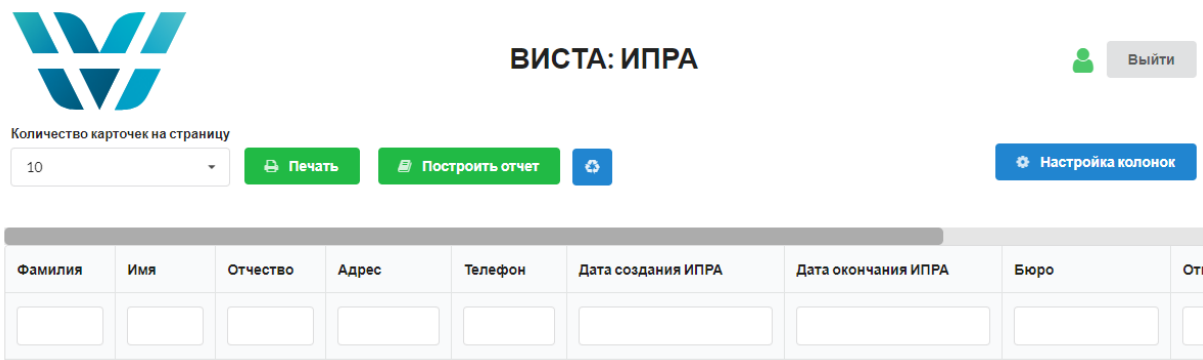 ВИСТА: ИПРА
Выйти
Количество карточек на страницу
10 Печать Построить отчет Настройка колонок
Фамилия Имя Отчество Адрес Телефон Дата создания ИПРА Дата окончания ИПРА Бюро